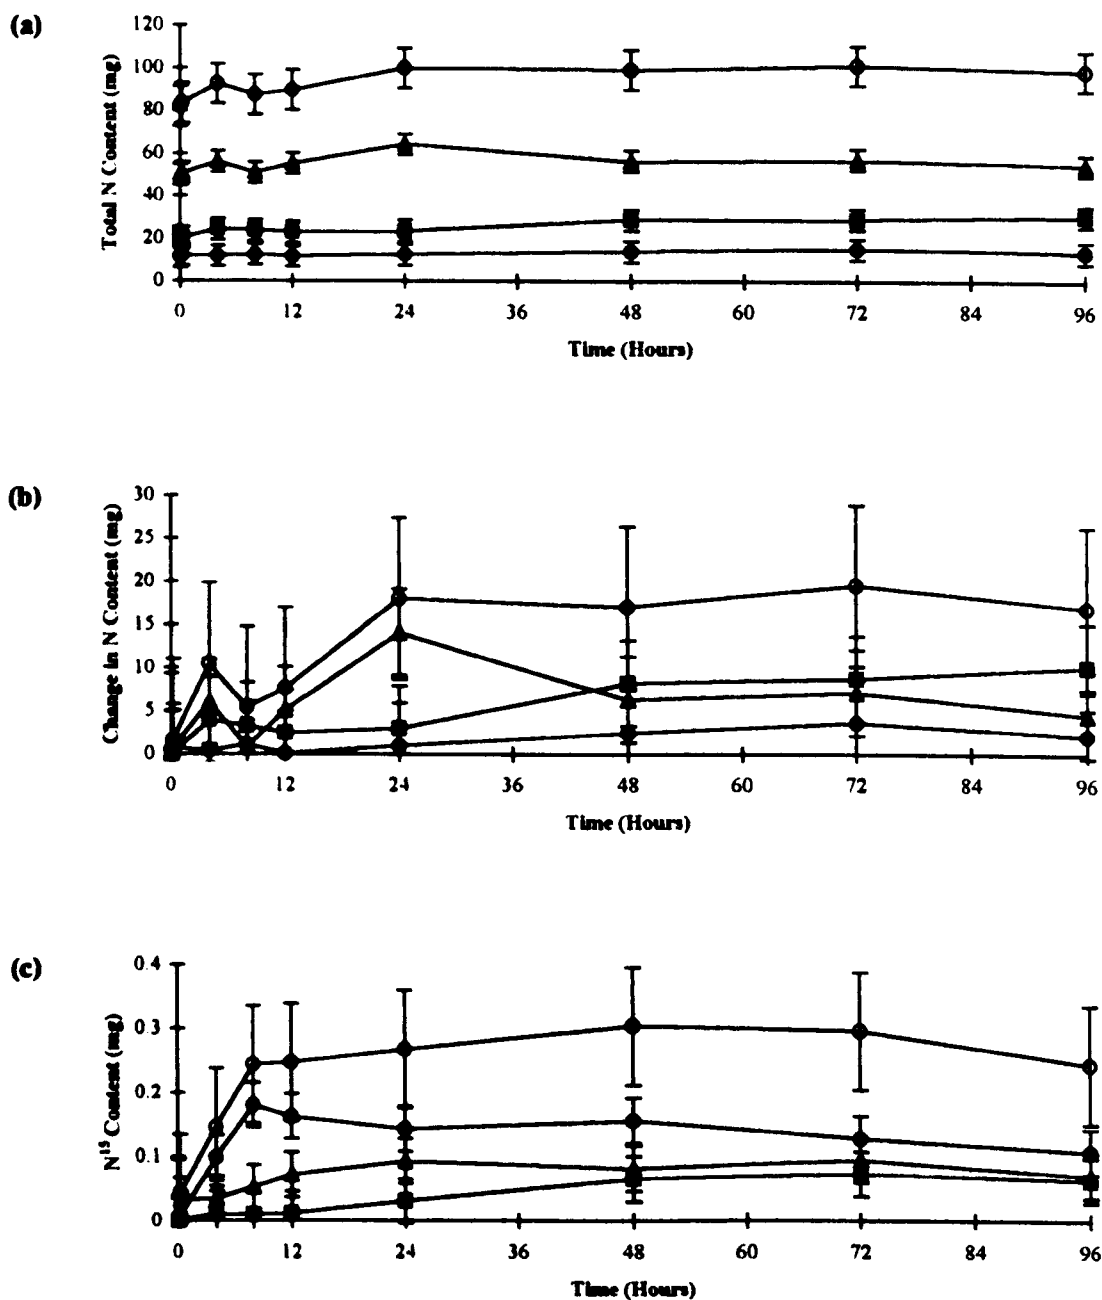 (a)
Total N Content (mg)
120
100
80
60
40
20
0
0 12 24 36 48 60 72 84 96
Time (Hours)
(b)
Change in N Content (mg)
30
25
20
15
10
5
0
0 12 24 36 48 60 72 84 96
Time (Hours)
(c)
N¹⁵ Content (mg)
0.4
0.3
0.2
0.1
0
0 12 24 36 48 60 72 84 96
Time (Hours)